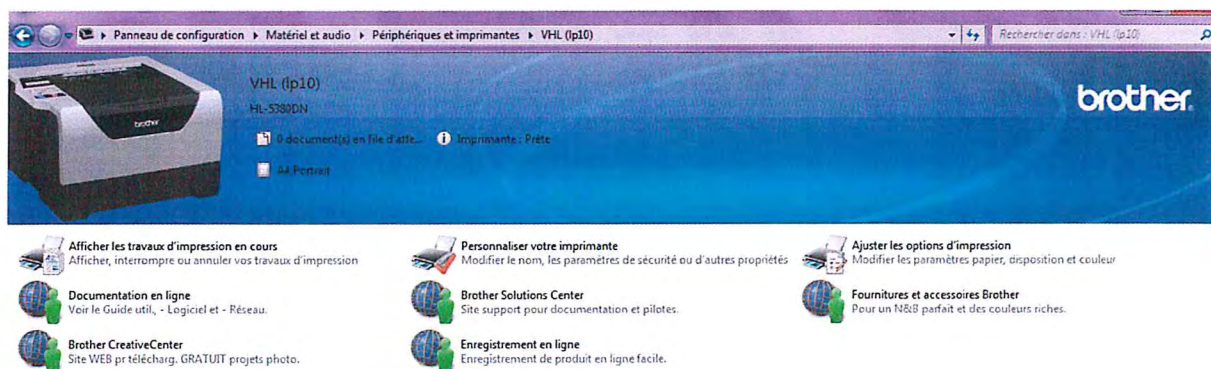 Panneau de configuration ▸ Matériel et audio ▸ Périphériques et imprimantes ▸ VHL (lp10)
Rechercher dans : VHL (lp10)
VHL (lp10)
HL-5380DN
brother
brother
0 document(s) en file d'atte... Imprimante : Prête
A4 Portrait
Afficher les travaux d'impression en cours
Afficher, interrompre ou annuler vos travaux d'impression
Personnaliser votre imprimante
Modifier le nom, les paramètres de sécurité ou d'autres propriétés
Ajuster les options d'impression
Modifier les paramètres papier, disposition et couleur
Documentation en ligne
Voir le Guide util., - Logiciel et - Réseau.
Brother Solutions Center
Site support pour documentation et pilotes.
Fournitures et accessoires Brother
Pour un N&B parfait et des couleurs riches.
Brother CreativeCenter
Site WEB pr télécharg. GRATUIT projets photo.
Enregistrement en ligne
Enregistrement de produit en ligne facile.